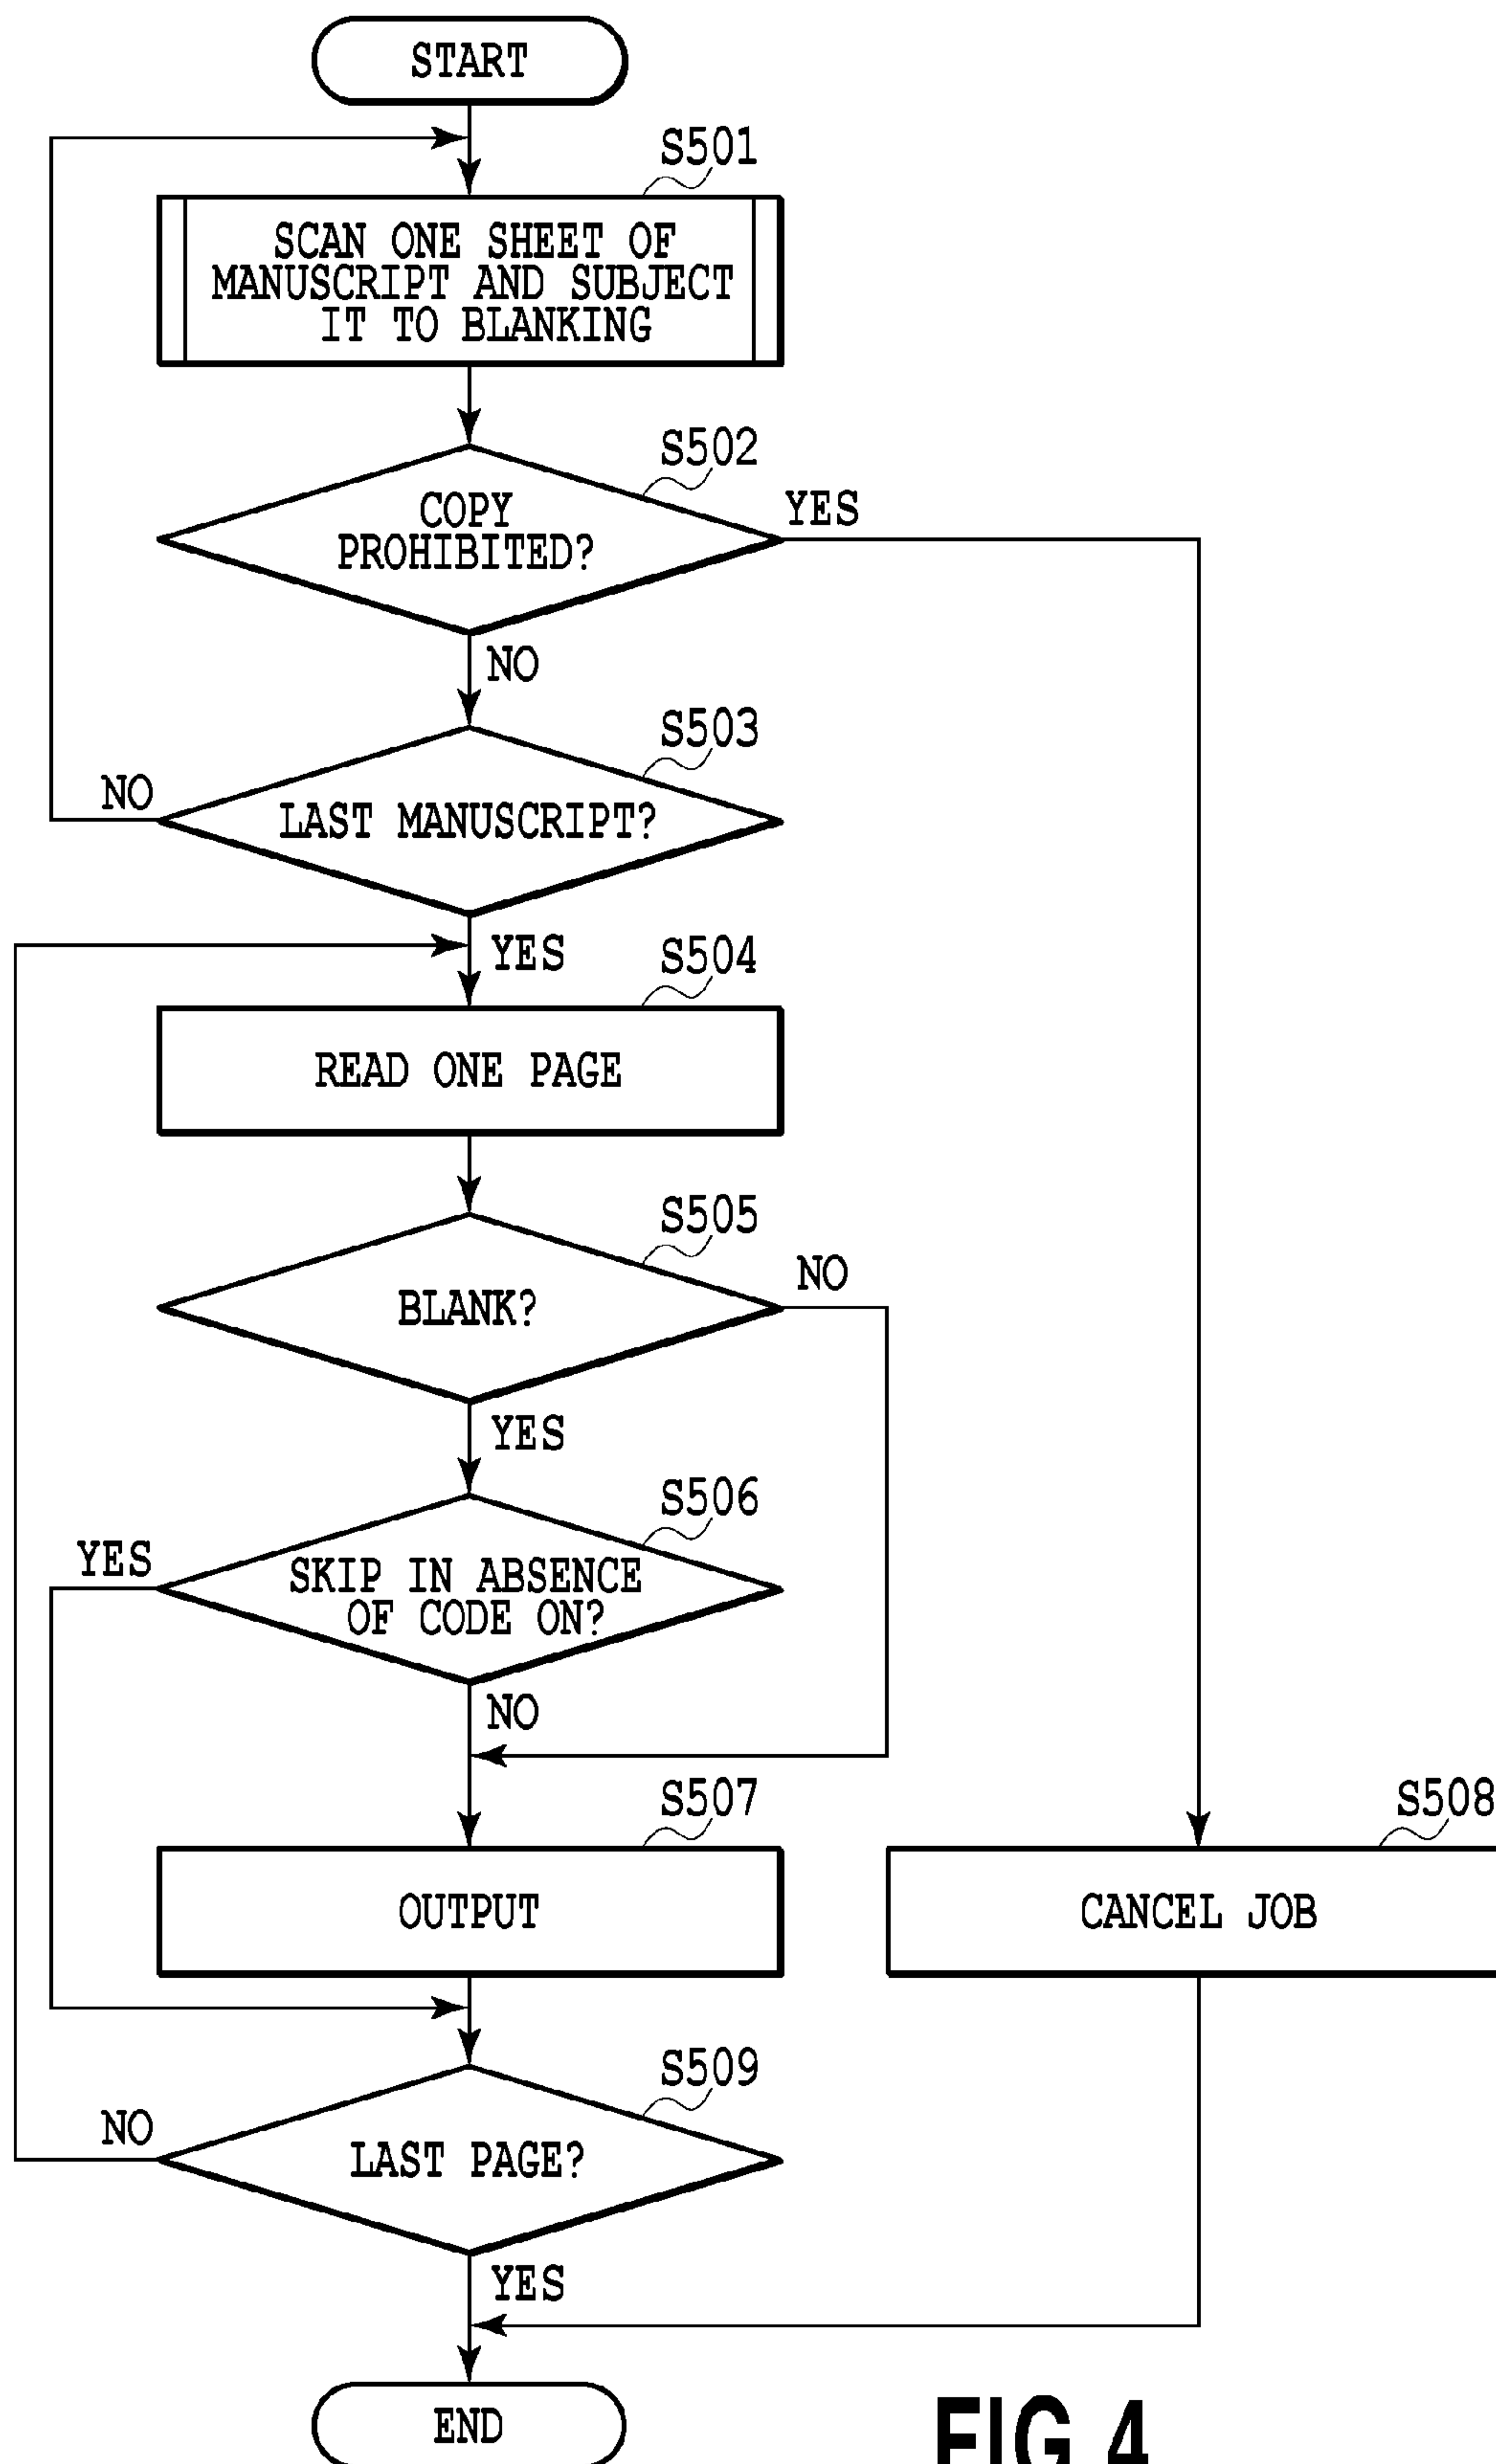 START
S501
SCAN ONE SHEET OF
MANUSCRIPT AND SUBJECT
IT TO BLANKING
S502
COPY
PROHIBITED?
YES
NO
S503
LAST MANUSCRIPT?
NO
YES
S504
READ ONE PAGE
S505
BLANK?
NO
YES
S506
SKIP IN ABSENCE
OF CODE ON?
YES
NO
S507
OUTPUT
S508
CANCEL JOB
S509
LAST PAGE?
NO
YES
END
FIG.4